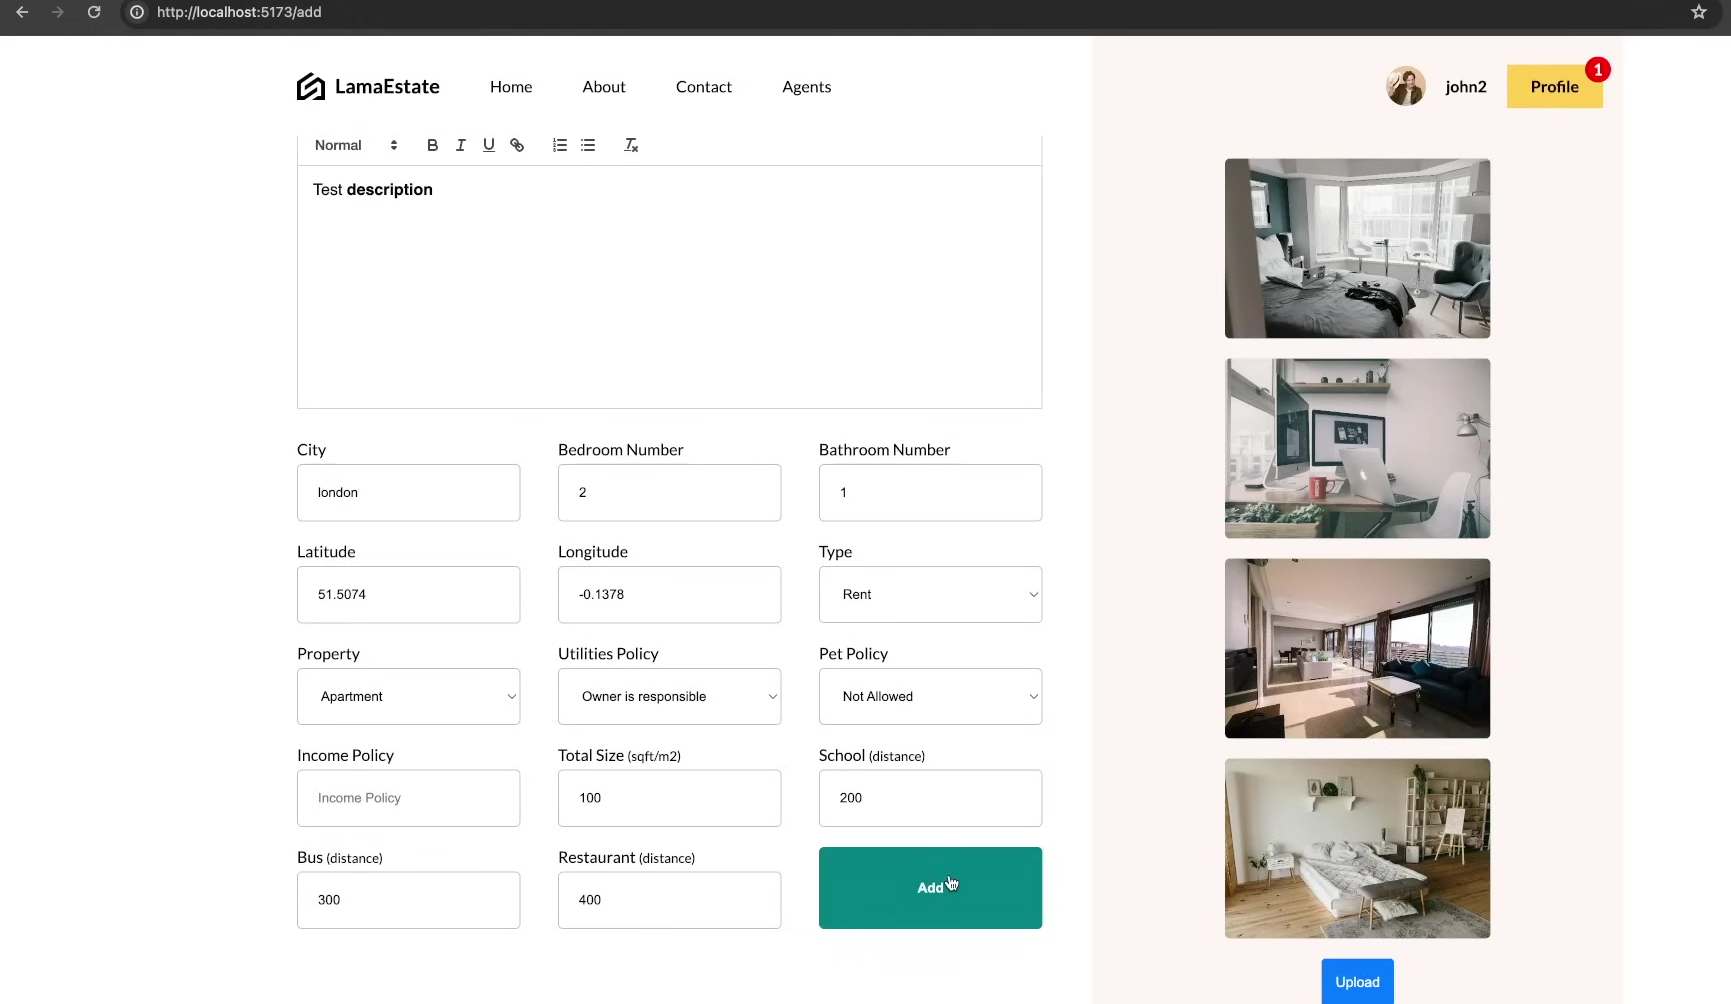 http://localhost:5173/add
LamaEstate Home About Contact Agents john2 Profile 1
Normal B I U
Test description
City Bedroom Number Bathroom Number
london 2 1
Latitude Longitude Type
51.5074 -0.1378 Rent
Property Utilities Policy Pet Policy
Apartment Owner is responsible Not Allowed
Income Policy Total Size (sqft/m2) School (distance)
Income Policy 100 200
Bus (distance) Restaurant (distance)
300 400 Add
Upload